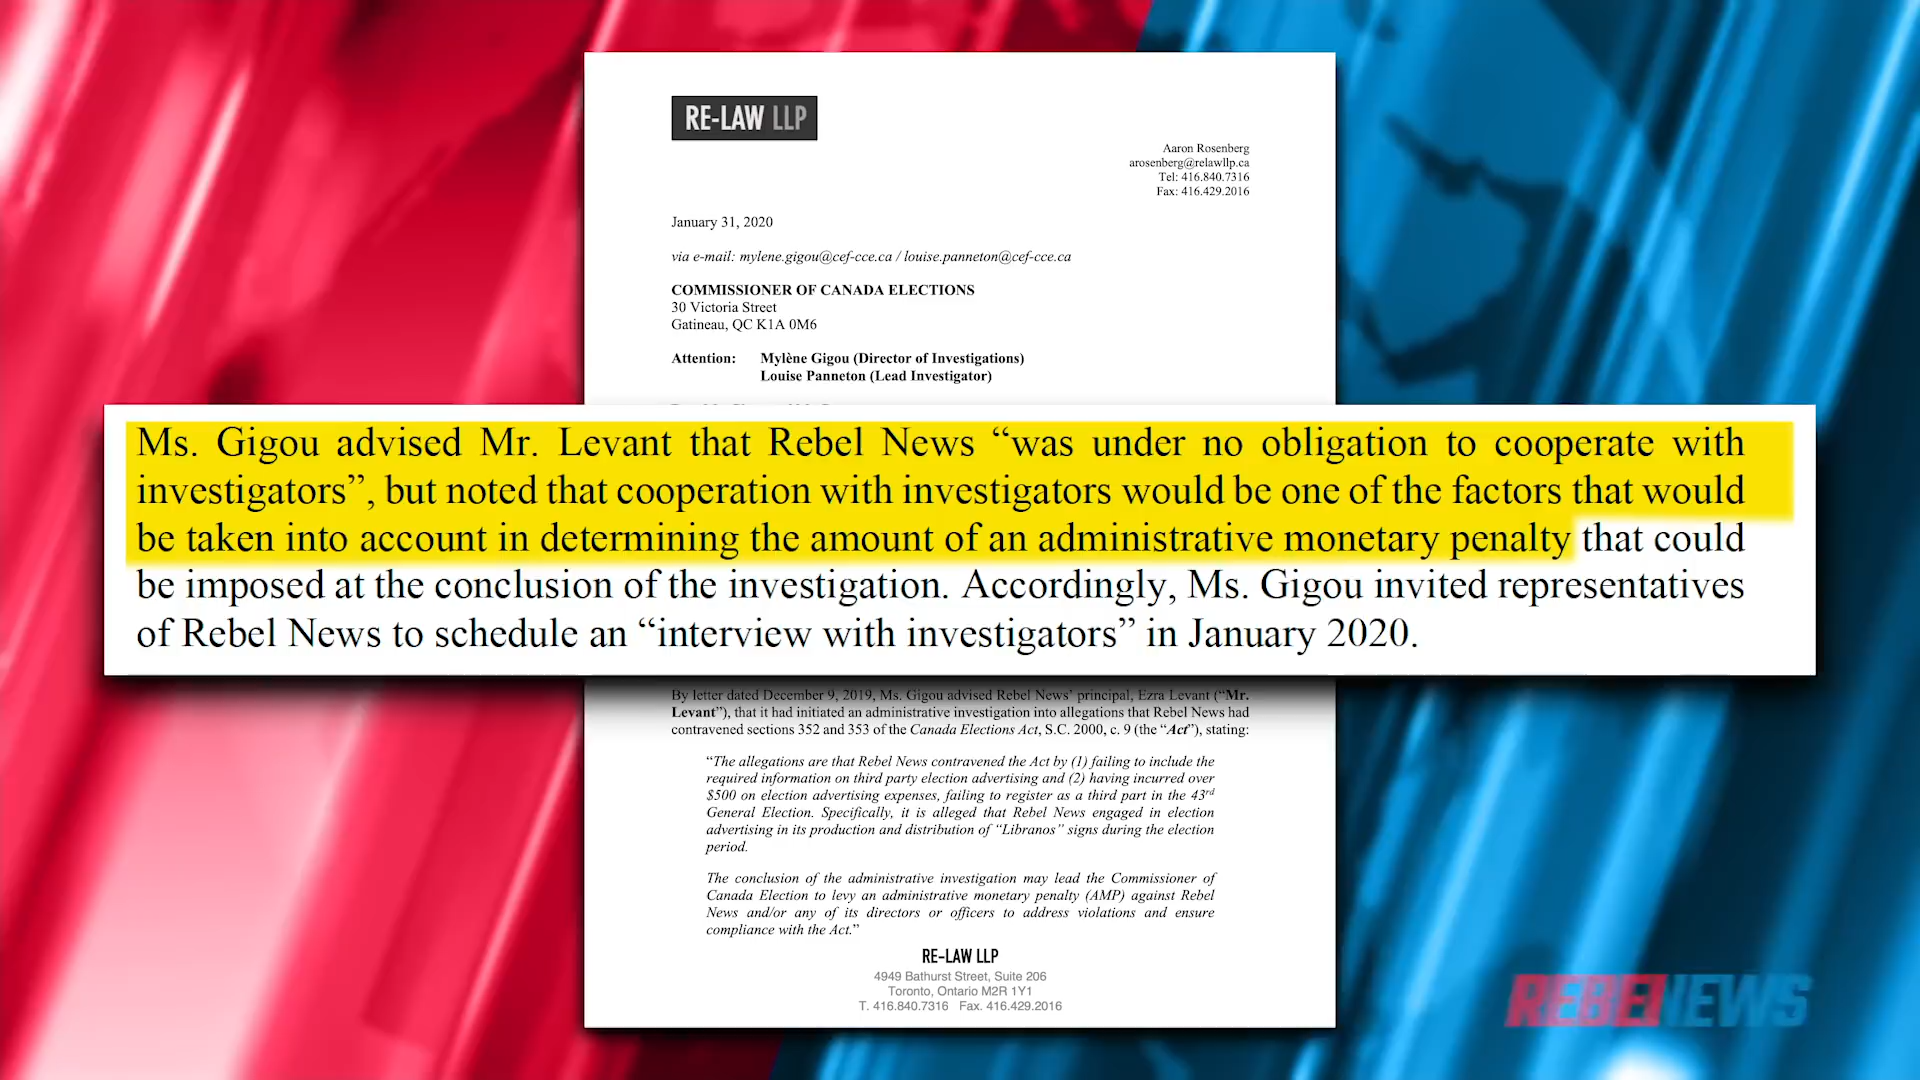 RE-LAW LLP
Aaron Rosenberg
arosenberg@relawllp.ca
Tel: 416.840.7316
Fax: 416.429.2016
January 31, 2020
via e-mail: mylene.gigou@cef-cce.ca / louise.panneton@cef-cce.ca
COMMISSIONER OF CANADA ELECTIONS
30 Victoria Street
Gatineau, QC K1A 0M6
Attention: Mylène Gigou (Director of Investigations)
Louise Panneton (Lead Investigator)
Ms. Gigou advised Mr. Levant that Rebel News “was under no obligation to cooperate with
investigators”, but noted that cooperation with investigators would be one of the factors that would
be taken into account in determining the amount of an administrative monetary penalty that could
be imposed at the conclusion of the investigation. Accordingly, Ms. Gigou invited representatives
of Rebel News to schedule an “interview with investigators” in January 2020.
By letter dated December 9, 2019, Ms. Gigou advised Rebel News’ principal, Ezra Levant (“Mr.
Levant”), that it had initiated an administrative investigation into allegations that Rebel News had
contravened sections 352 and 353 of the Canada Elections Act, S.C. 2000, c. 9 (the “Act”), stating:
“The allegations are that Rebel News contravened the Act by (1) failing to include the
required information on third party election advertising and (2) having incurred over
$500 on election advertising expenses, failing to register as a third part in the 43rd
General Election. Specifically, it is alleged that Rebel News engaged in election
advertising in its production and distribution of “Libranos” signs during the election
period.
The conclusion of the administrative investigation may lead the Commissioner of
Canada Election to levy an administrative monetary penalty (AMP) against Rebel
News and/or any of its directors or officers to address violations and ensure
compliance with the Act.”
RE-LAW LLP
4949 Bathurst Street, Suite 206
Toronto, Ontario M2R 1Y1
T. 416.840.7316 Fax. 416.429.2016
REBELNEWS